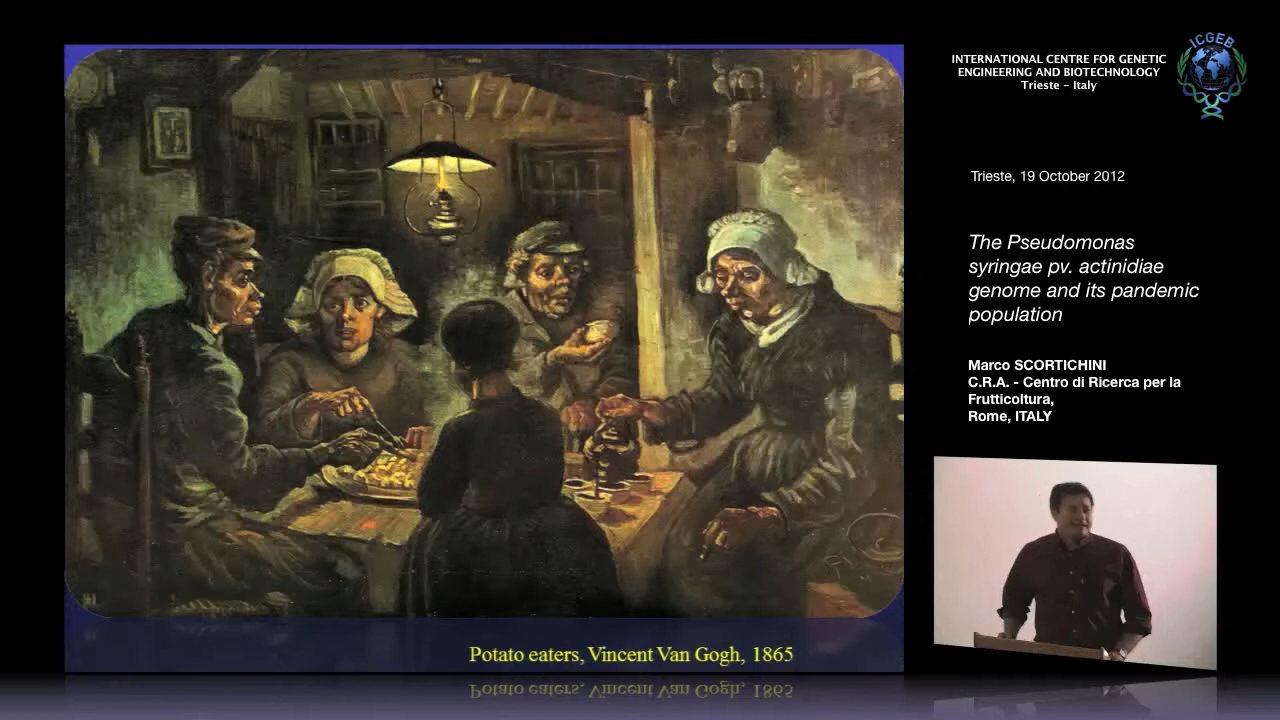 ICGEB
INTERNATIONAL CENTRE FOR GENETIC
ENGINEERING AND BIOTECHNOLOGY
Trieste – Italy
Trieste, 19 October 2012
The Pseudomonas
syringae pv. actinidiae
genome and its pandemic
population
Marco SCORTICHINI
C.R.A. - Centro di Ricerca per la
Frutticoltura,
Rome, ITALY
Potato eaters, Vincent Van Gogh, 1865